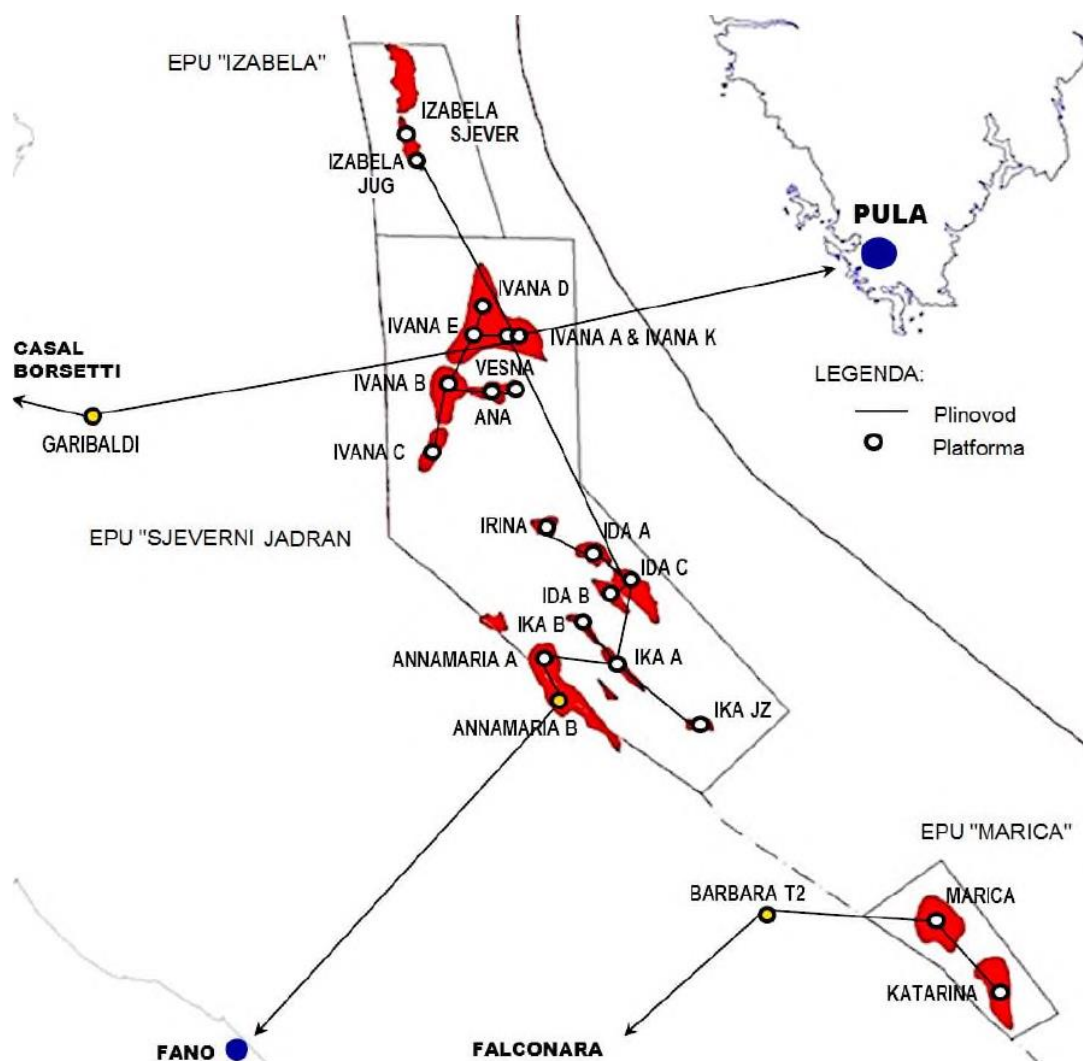 EPU "IZABELA"
IZABELA
SJEVER
IZABELA
JUG
PULA
IVANA D
IVANA E
IVANA A & IVANA K
CASAL
BORSETTI
VESNA
IVANA B
LEGENDA:
ANA
Plinovod
GARIBALDI
IVANA C
Platforma
EPU "SJEVERNI JADRAN
IRINA
IDA A
IDA C
IDA B
IKA B
ANNAMARIA A
IKA A
IKA JZ
ANNAMARIA B
EPU "MARICA"
BARBARA T2
MARICA
KATARINA
FANO
FALCONARA